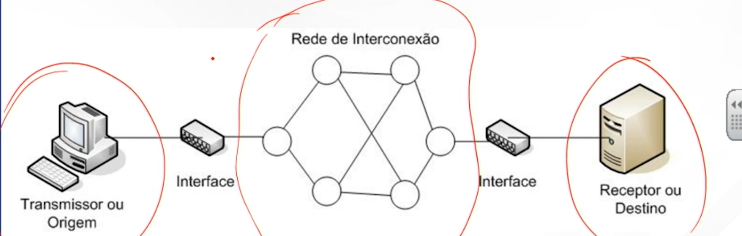 Rede de Interconexão
Interface
Interface
Transmissor ou
Origem
Receptor ou
Destino